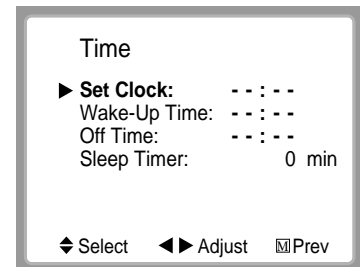 Time
▶ Set Clock: --:--
Wake-Up Time: --:--
Off Time: --:--
Sleep Timer: 0 min
Select ◀▶ Adjust M Prev